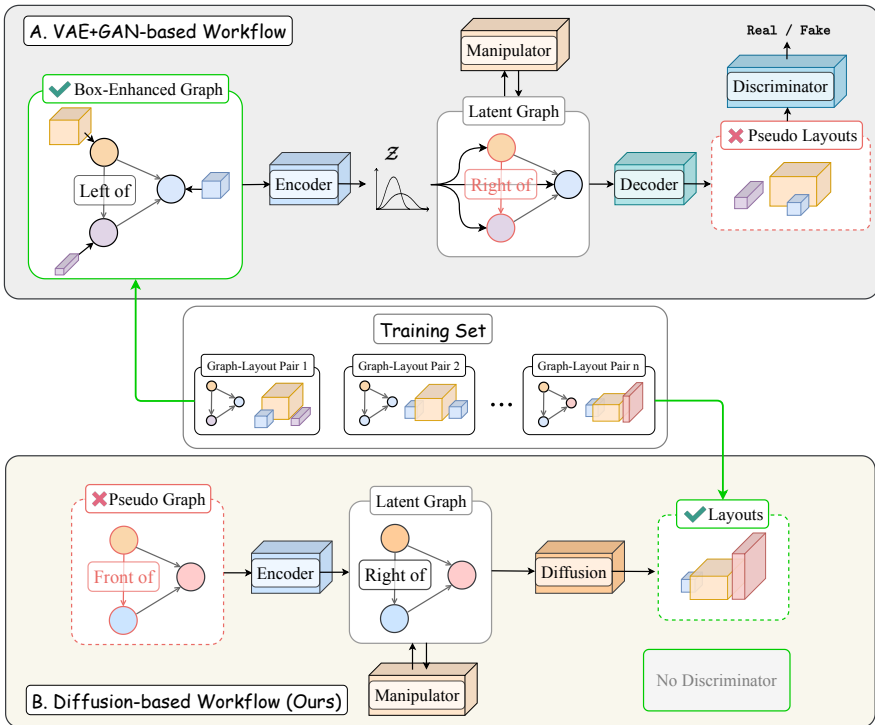 A. VAE+GAN-based Workflow
Real / Fake
Manipulator
Discriminator
Box-Enhanced Graph
Latent Graph
Pseudo Layouts
Left of
Encoder
𝒵
Right of
Decoder
Training Set
Graph-Layout Pair 1
Graph-Layout Pair 2
...
Graph-Layout Pair n
Pseudo Graph
Latent Graph
Layouts
Front of
Encoder
Right of
Diffusion
Manipulator
No Discriminator
B. Diffusion-based Workflow (Ours)